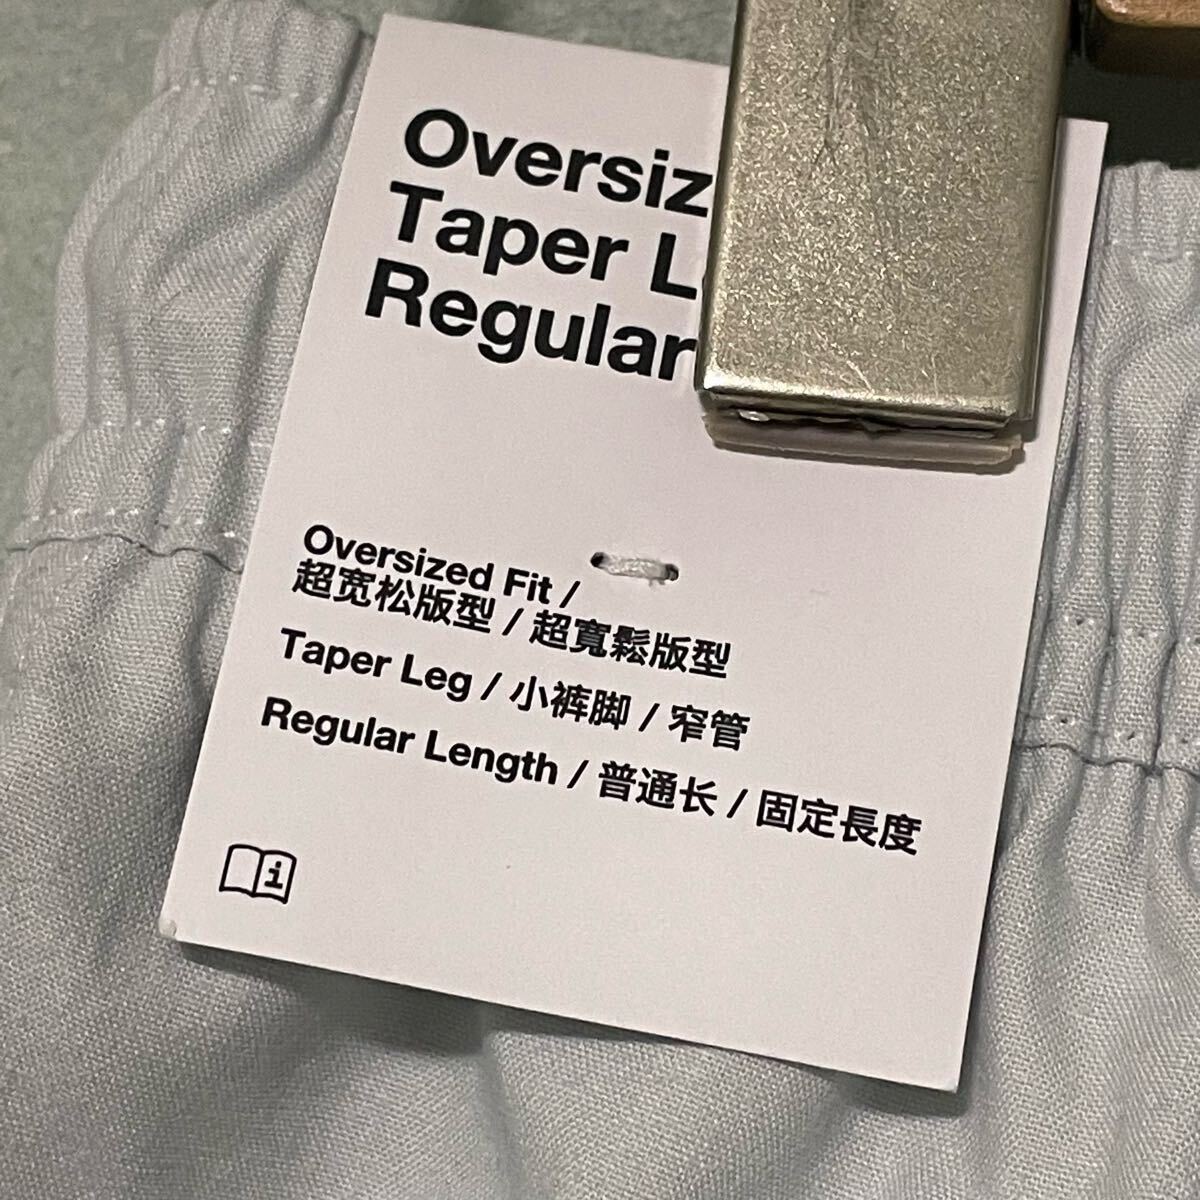 Oversiz
Taper L
Regular
Oversized Fit /
超宽松版型 / 超寬鬆版型
Taper Leg / 小裤脚 / 窄管
Regular Length / 普通长 / 固定長度
i